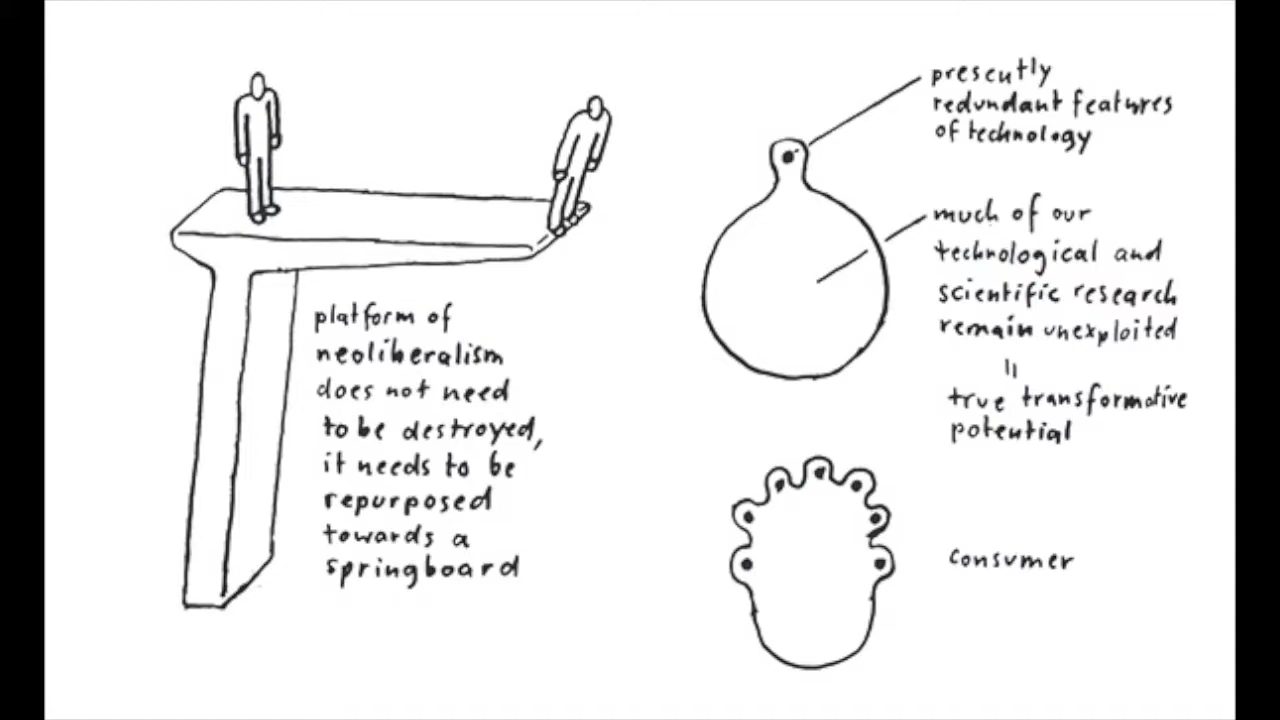 platform of
neoliberalism
does not need
to be destroyed,
it needs to be
repurposed
towards a
springboard
presently
redundant features
of technology
much of our
technological and
scientific research
remain unexploited
=
true transformative
potential
consumer